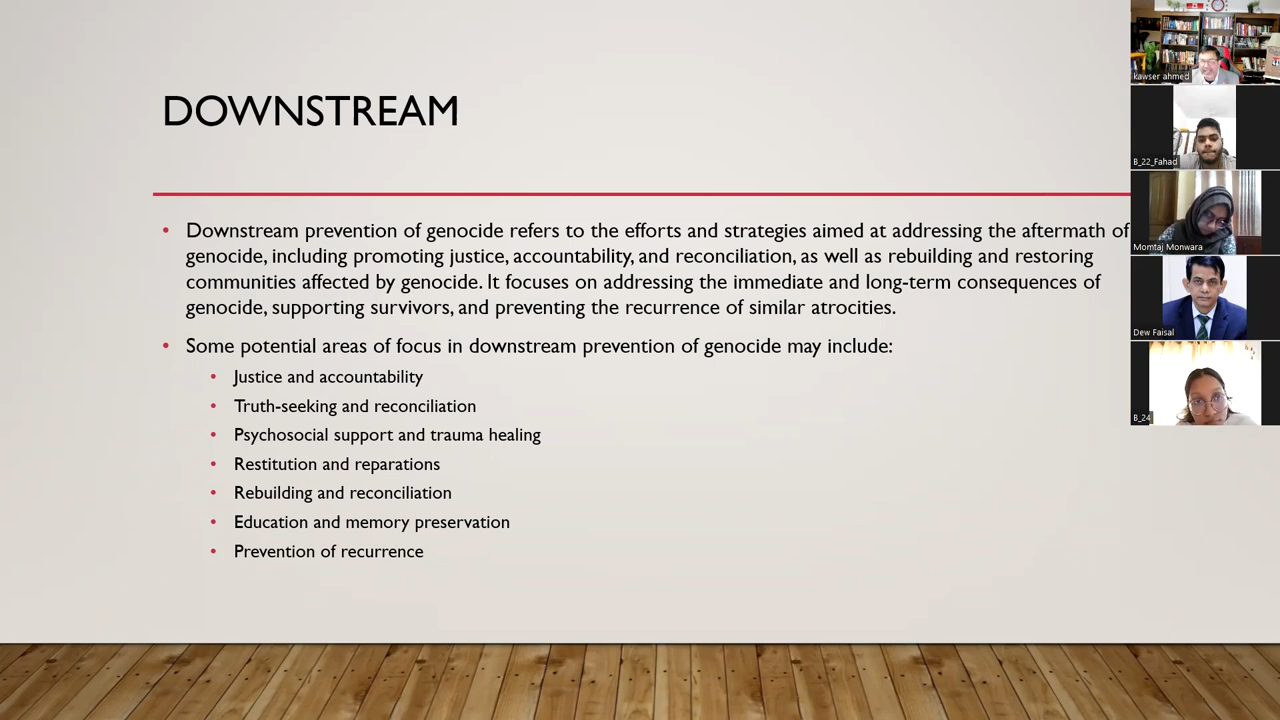 DOWNSTREAM
• Downstream prevention of genocide refers to the efforts and strategies aimed at addressing the aftermath of
genocide, including promoting justice, accountability, and reconciliation, as well as rebuilding and restoring
communities affected by genocide. It focuses on addressing the immediate and long-term consequences of
genocide, supporting survivors, and preventing the recurrence of similar atrocities.
• Some potential areas of focus in downstream prevention of genocide may include:
• Justice and accountability
• Truth-seeking and reconciliation
• Psychosocial support and trauma healing
• Restitution and reparations
• Rebuilding and reconciliation
• Education and memory preservation
• Prevention of recurrence
kawser ahmed
B_22_Fahad
Momtaj Monwara
Dew Faisal
B_24